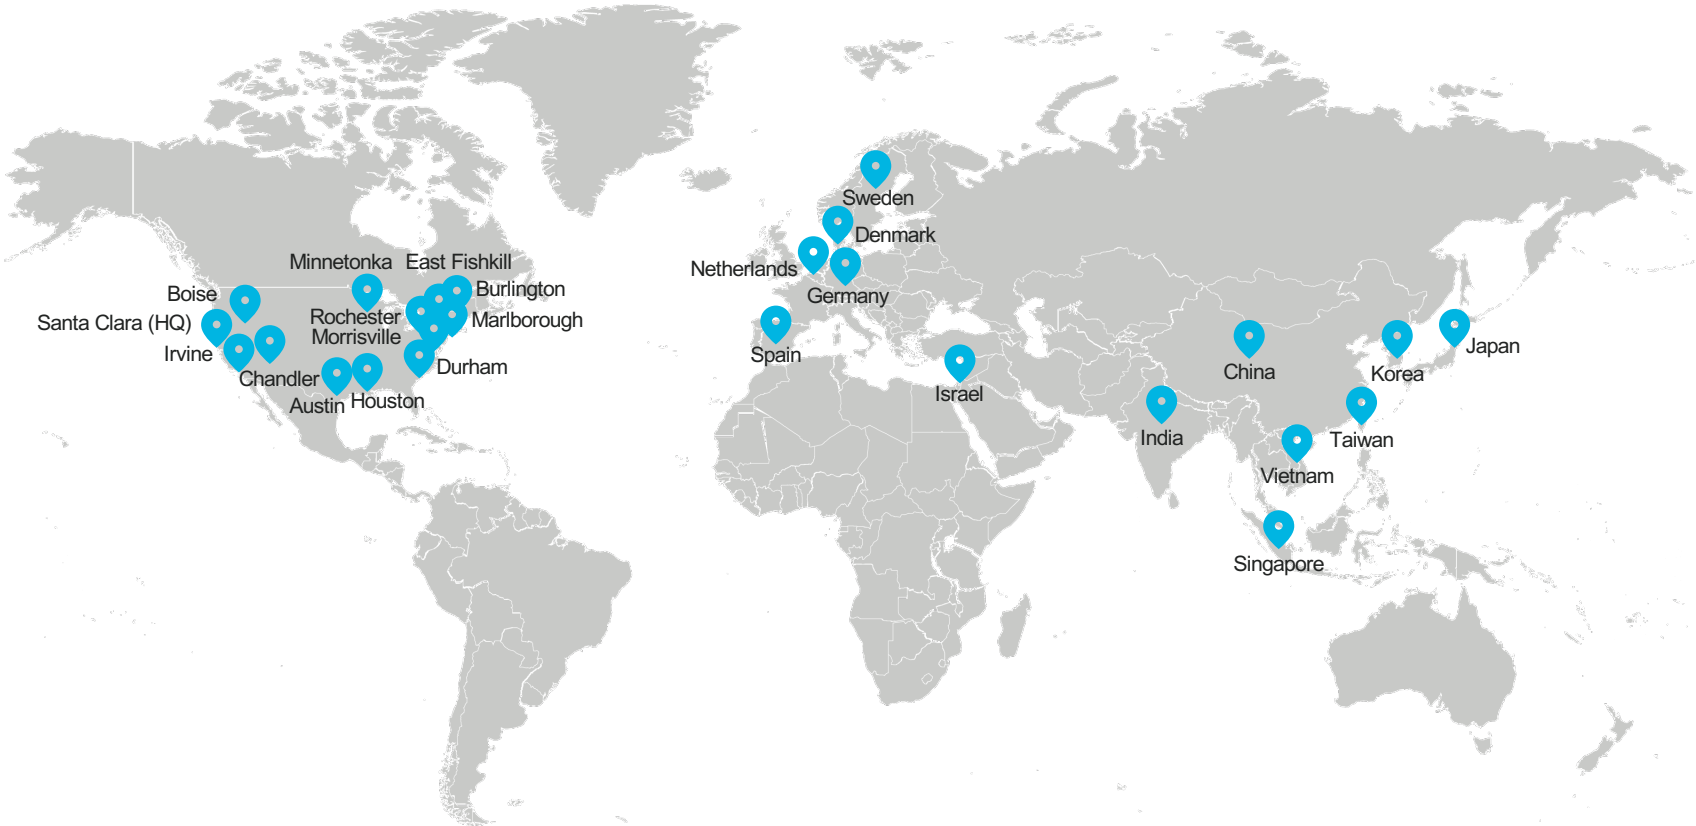 Minnetonka
East Fishkill
Boise
Burlington
Santa Clara (HQ)
Rochester
Marlborough
Morrisville
Irvine
Chandler
Durham
Austin
Houston
Sweden
Denmark
Netherlands
Germany
Spain
Israel
China
Korea
Japan
India
Taiwan
Vietnam
Singapore